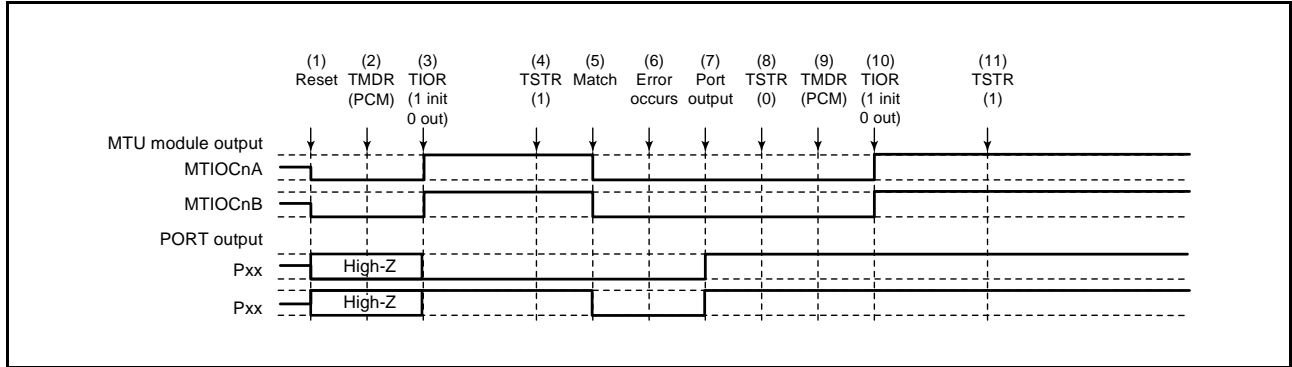 (1) (2) (3) (4) (5) (6) (7) (8) (9) (10) (11)
Reset TMDR TIOR TSTR Match Error Port TSTR TMDR TIOR TSTR
(PCM) (1 init (1) occurs output (0) (PCM) (1 init (1)
0 out) 0 out)
MTU module output
MTIOCnA
MTIOCnB
PORT output
Pxx High-Z
Pxx High-Z